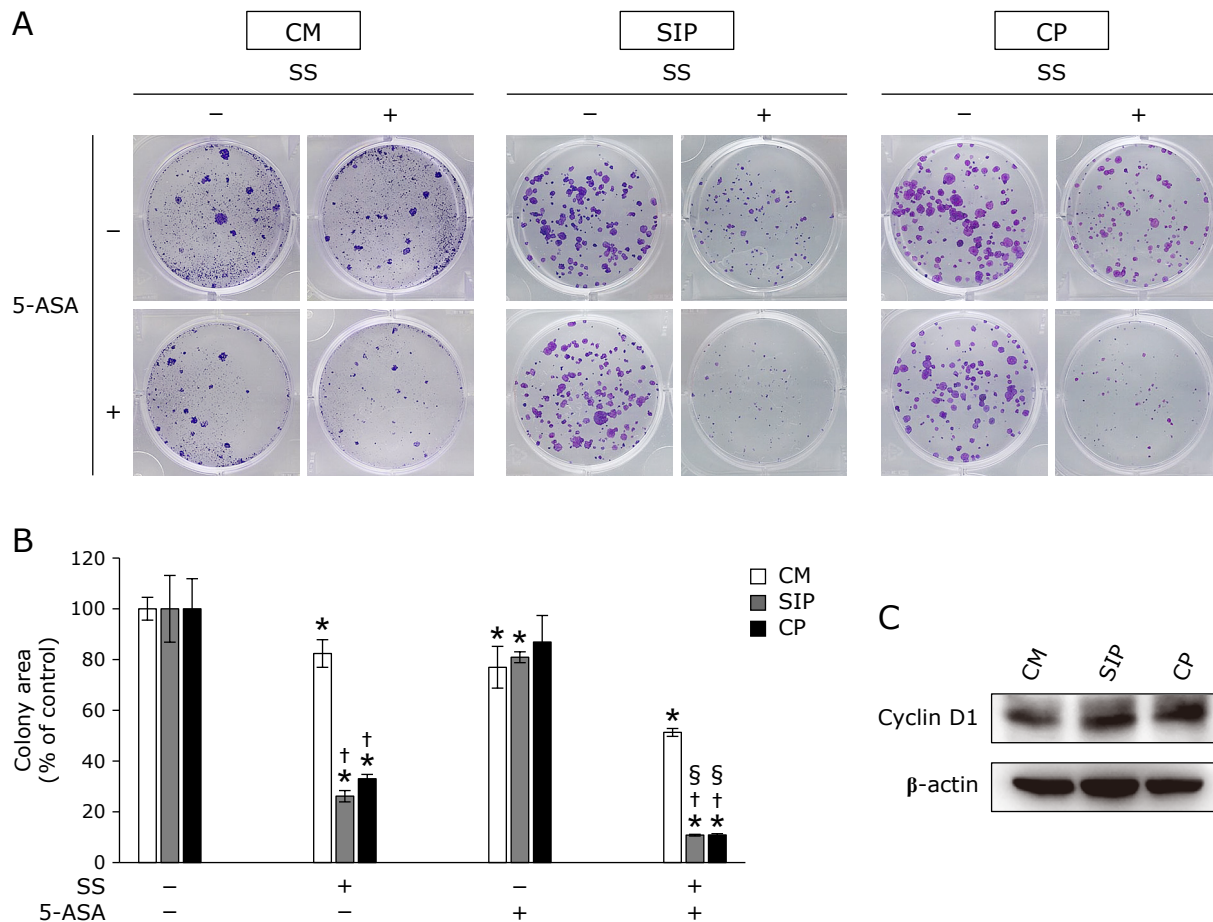 A
CM SIP CP
SS SS SS
− + − + − +
−
5-ASA
+
B
120
100
80
60
40
20
0
Colony area
(% of control)
CM
SIP
CP
*
† †
* *
* *
*
§ §
† †
* *
SS − + − +
5-ASA − − + +
C
CM SIP CP
Cyclin D1
β-actin